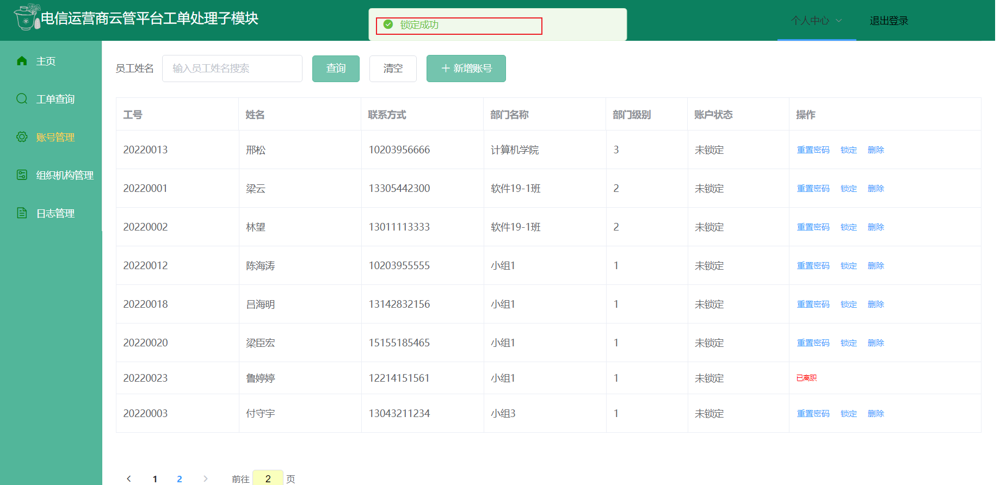 电信运营商云管平台工单处理子模块
锁定成功
个人中心
退出登录
主页
工单查询
账号管理
组织机构管理
日志管理
员工姓名 输入员工姓名搜索 查询 清空 新增账号
工号 姓名 联系方式 部门名称 部门级别 账户状态 操作
20220013 邢松 10203956666 计算机学院 3 未锁定 重置密码 锁定 删除
20220001 梁云 13305442300 软件19-1班 2 未锁定 重置密码 锁定 删除
20220002 林望 13011113333 软件19-1班 2 未锁定 重置密码 锁定 删除
20220012 陈海涛 10203955555 小组1 1 未锁定 重置密码 锁定 删除
20220018 吕海明 13142832156 小组1 1 未锁定 重置密码 锁定 删除
20220020 梁臣宏 15155185465 小组1 1 未锁定 重置密码 锁定 删除
20220023 鲁婷婷 12214151561 小组1 1 未锁定 已离职
20220003 付守宇 13043211234 小组3 1 未锁定 重置密码 锁定 删除
1 2 前往 2 页